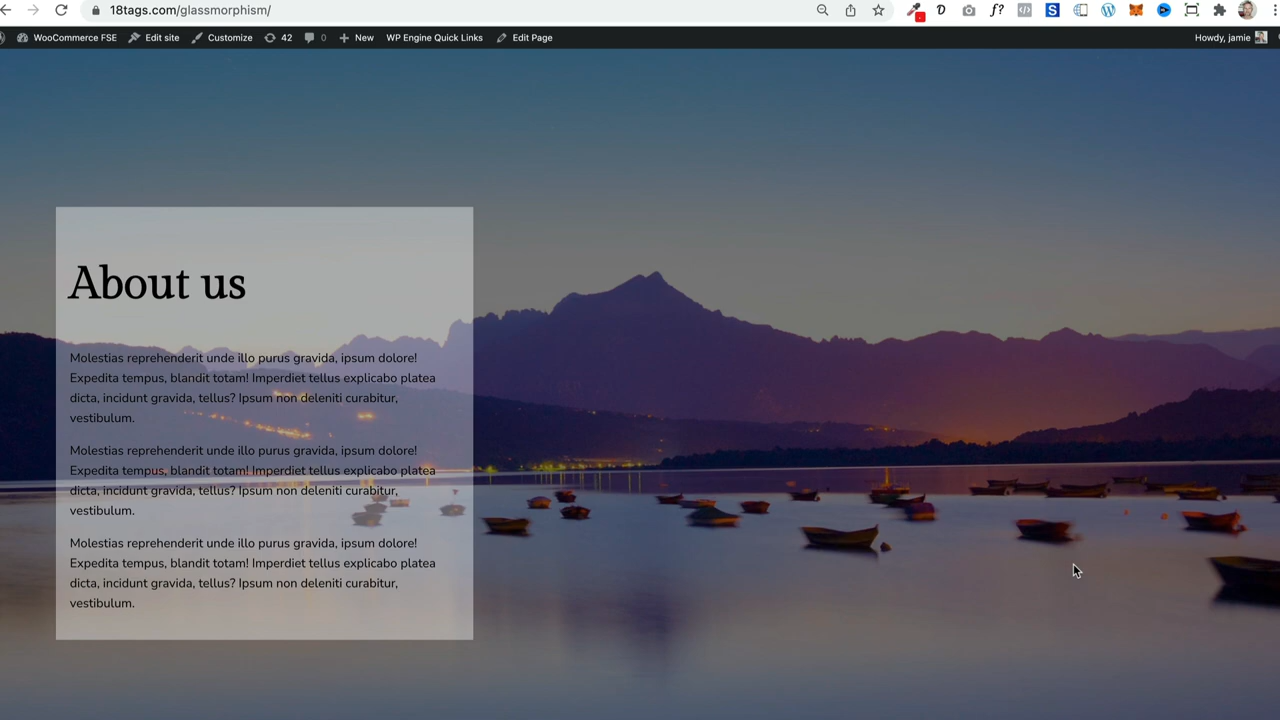 18tags.com/glassmorphism/
WooCommerce FSE Edit site Customize 42 0 New WP Engine Quick Links Edit Page Howdy, jamie
About us
Molestias reprehenderit unde illo purus gravida, ipsum dolore!
Expedita tempus, blandit totam! Imperdiet tellus explicabo platea
dicta, incidunt gravida, tellus? Ipsum non deleniti curabitur,
vestibulum.
Molestias reprehenderit unde illo purus gravida, ipsum dolore!
Expedita tempus, blandit totam! Imperdiet tellus explicabo platea
dicta, incidunt gravida, tellus? Ipsum non deleniti curabitur,
vestibulum.
Molestias reprehenderit unde illo purus gravida, ipsum dolore!
Expedita tempus, blandit totam! Imperdiet tellus explicabo platea
dicta, incidunt gravida, tellus? Ipsum non deleniti curabitur,
vestibulum.